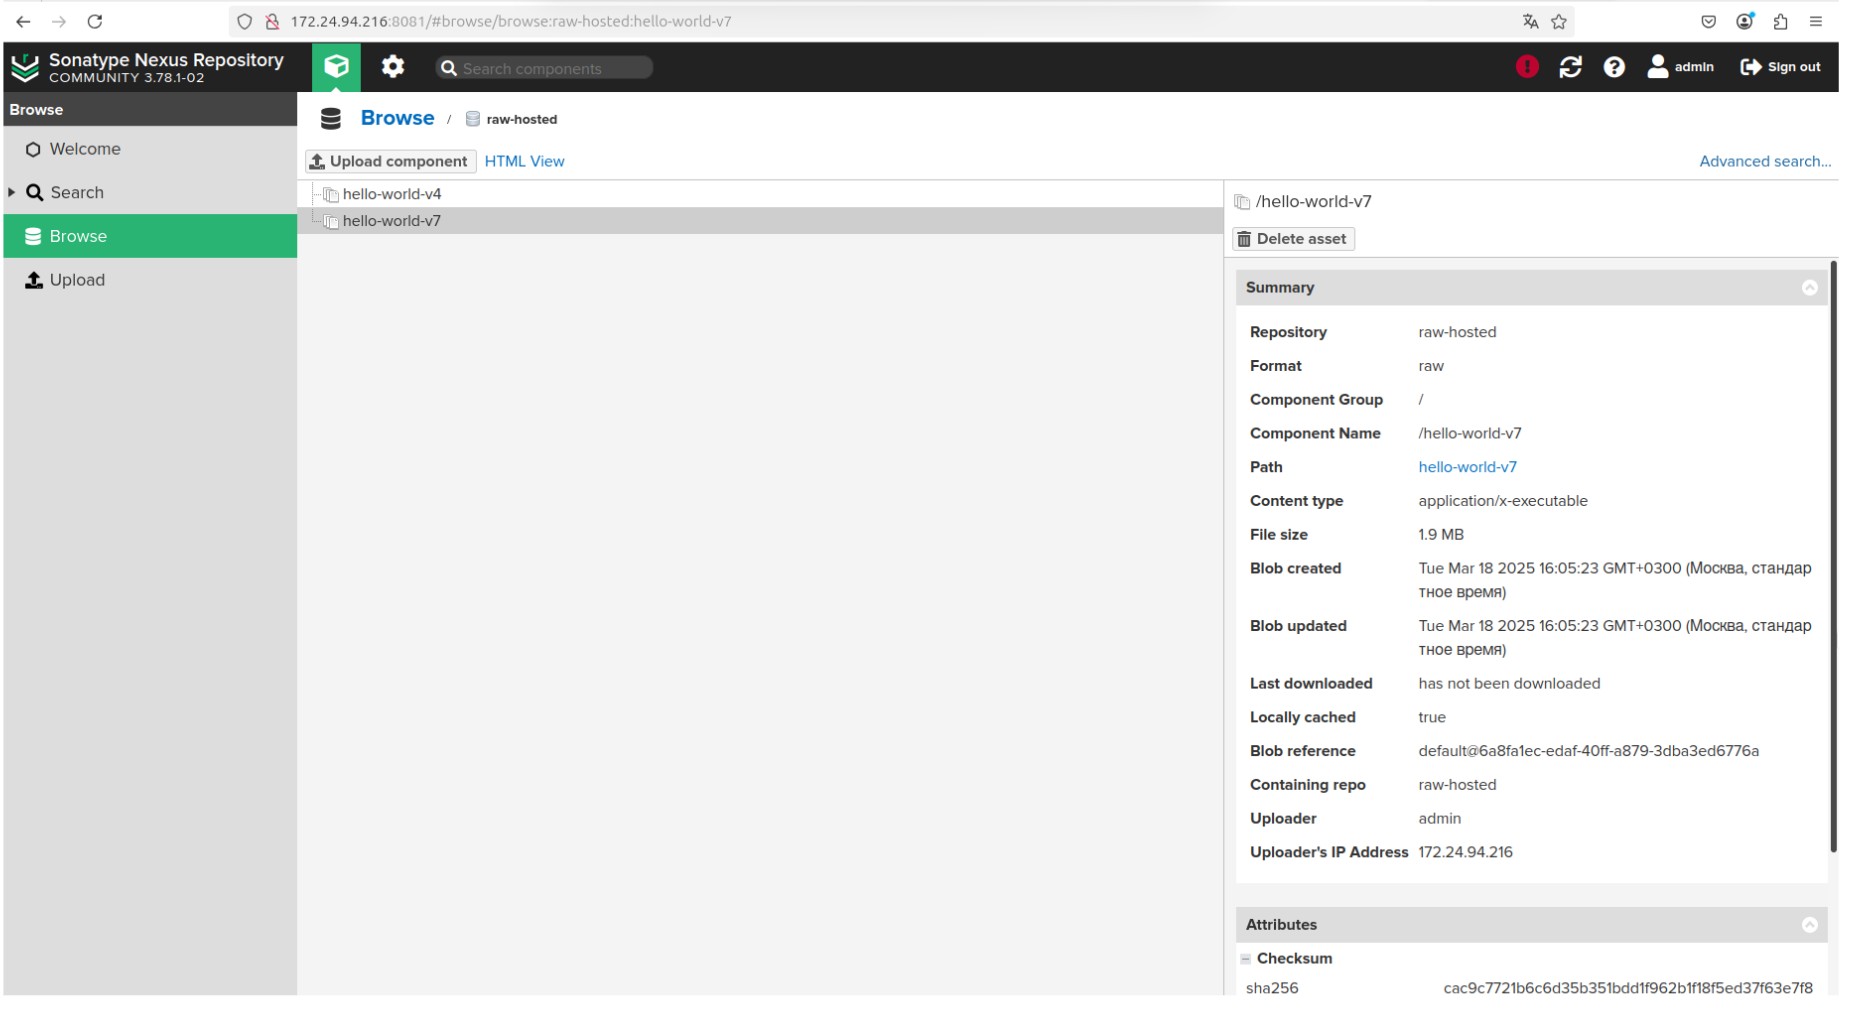 172.24.94.216:8081/#browse/browse:raw-hosted:hello-world-v7
Sonatype Nexus Repository
COMMUNITY 3.78.1-02
Search components
admin
Sign out
Browse
Browse / raw-hosted
Welcome
Upload component HTML View
Advanced search...
Search
hello-world-v4
/hello-world-v7
hello-world-v7
Browse
Delete asset
Upload
Summary
Repository raw-hosted
Format raw
Component Group /
Component Name /hello-world-v7
Path hello-world-v7
Content type application/x-executable
File size 1.9 MB
Blob created Tue Mar 18 2025 16:05:23 GMT+0300 (Москва, стандар
тное время)
Blob updated Tue Mar 18 2025 16:05:23 GMT+0300 (Москва, стандар
тное время)
Last downloaded has not been downloaded
Locally cached true
Blob reference default@6a8fa1ec-edaf-40ff-a879-3dba3ed6776a
Containing repo raw-hosted
Uploader admin
Uploader's IP Address 172.24.94.216
Attributes
Checksum
sha256 cac9c7721b6c6d35b351bdd1f962b1f18f5ed37f63e7f8